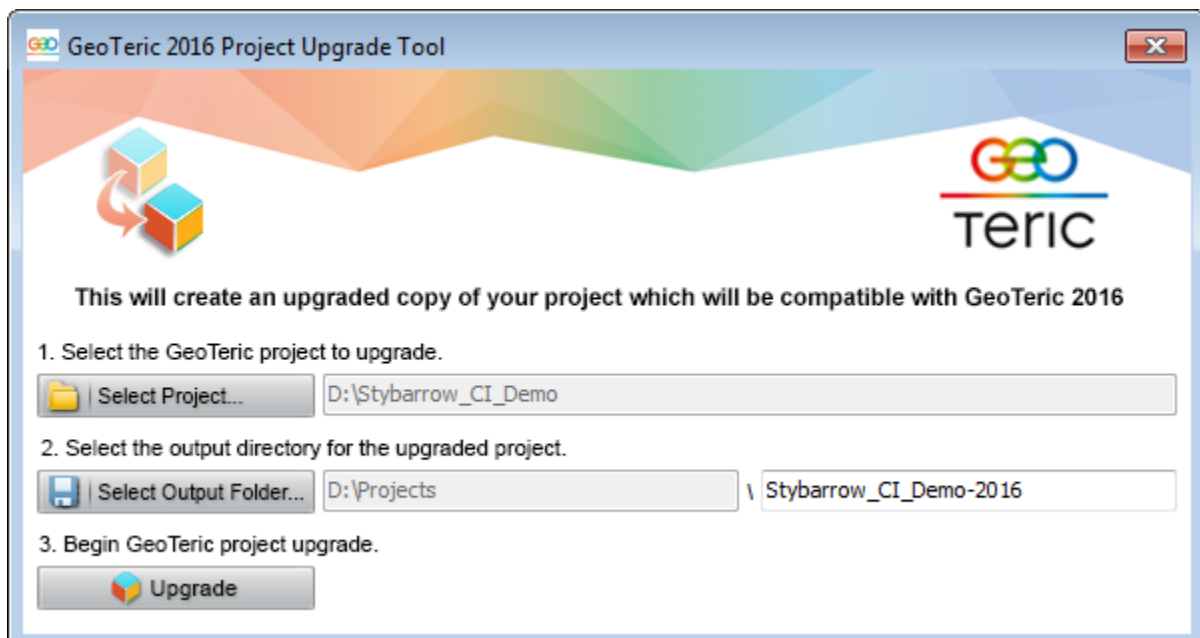 GeoTeric 2016 Project Upgrade Tool
GEO
TERIC
This will create an upgraded copy of your project which will be compatible with GeoTeric 2016
1. Select the GeoTeric project to upgrade.
Select Project... D:\Stybarrow_CI_Demo
2. Select the output directory for the upgraded project.
Select Output Folder... D:\Projects \ Stybarrow_CI_Demo-2016
3. Begin GeoTeric project upgrade.
Upgrade